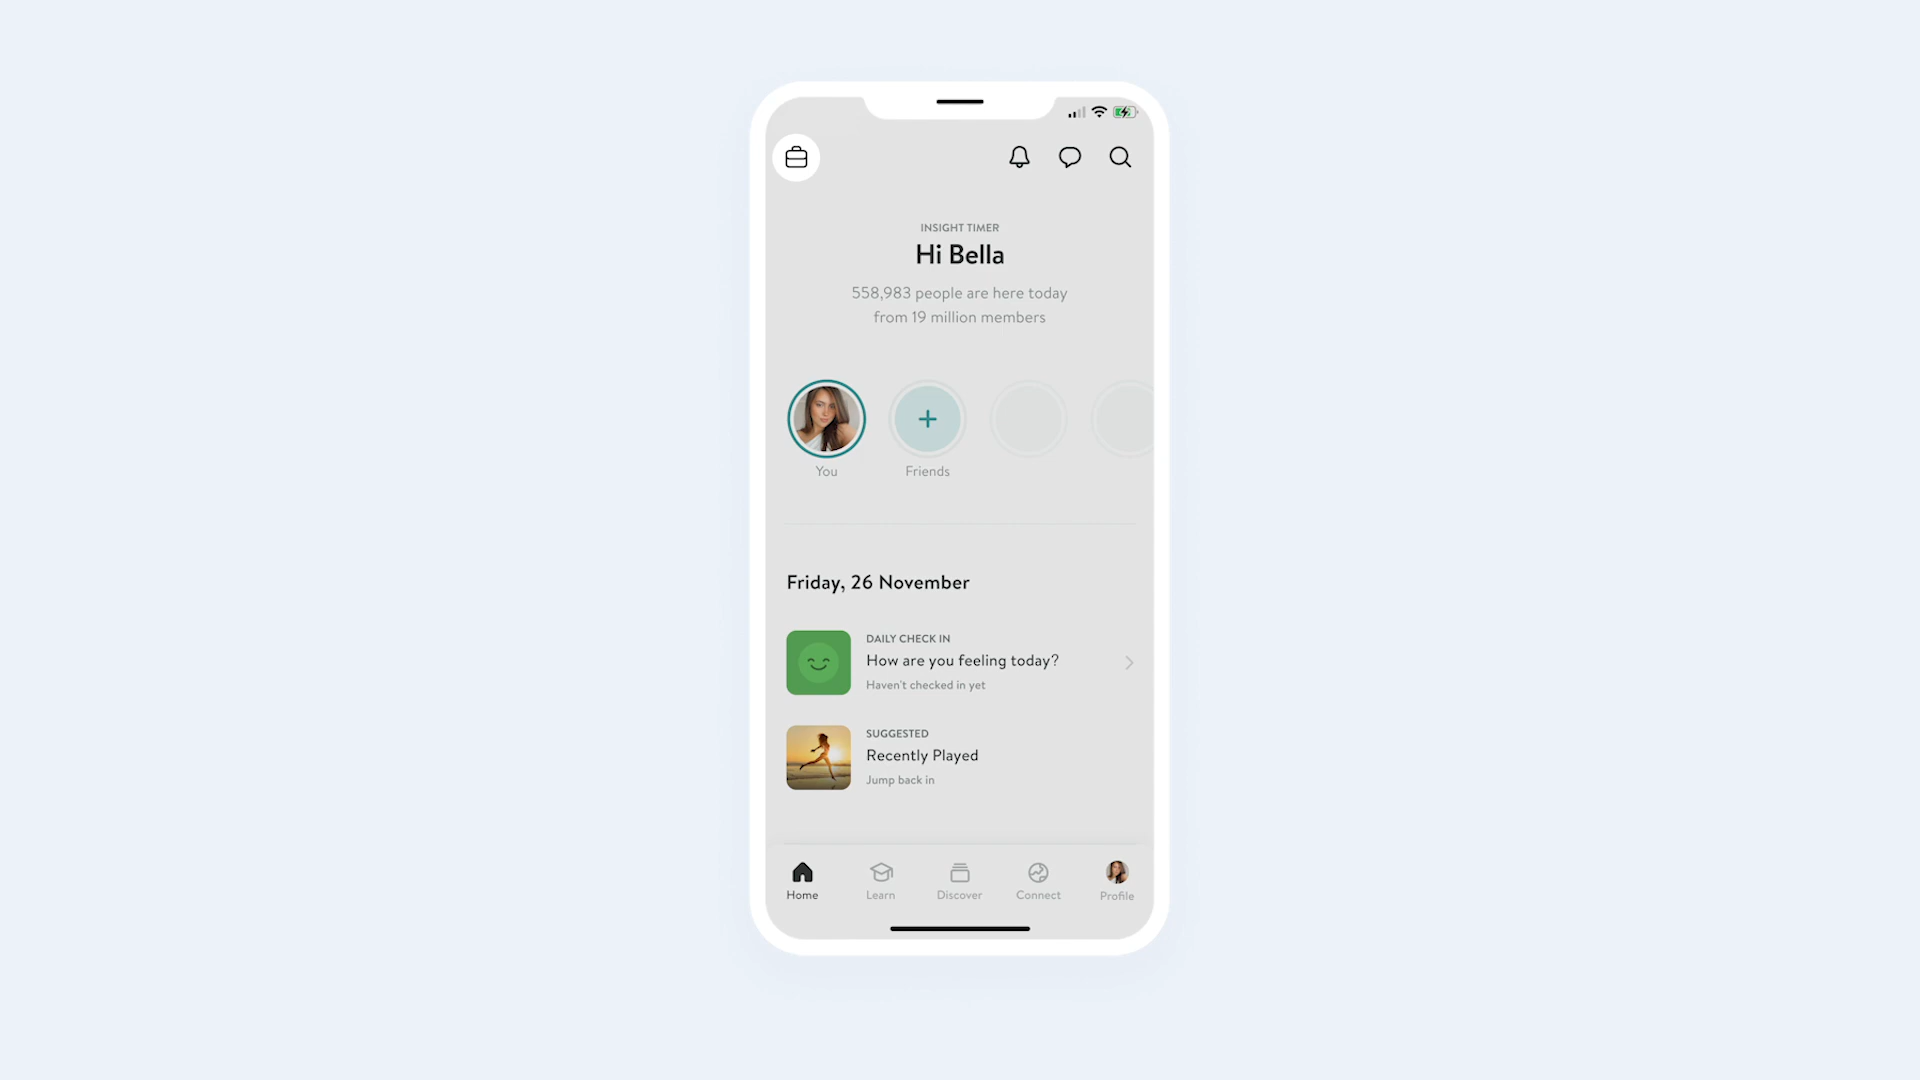 INSIGHT TIMER
Hi Bella
558,983 people are here today
from 19 million members
You
Friends
Friday, 26 November
DAILY CHECK IN
How are you feeling today?
Haven't checked in yet
SUGGESTED
Recently Played
Jump back in
Home
Learn
Discover
Connect
Profile